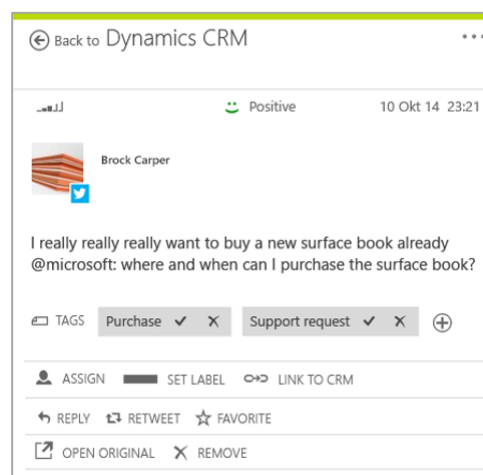 Back to Dynamics CRM
Positive 10 Okt 14 23:21
Brock Carper
I really really really want to buy a new surface book already
@microsoft: where and when can I purchase the surface book?
TAGS Purchase Support request
ASSIGN SET LABEL LINK TO CRM
REPLY RETWEET FAVORITE
OPEN ORIGINAL REMOVE